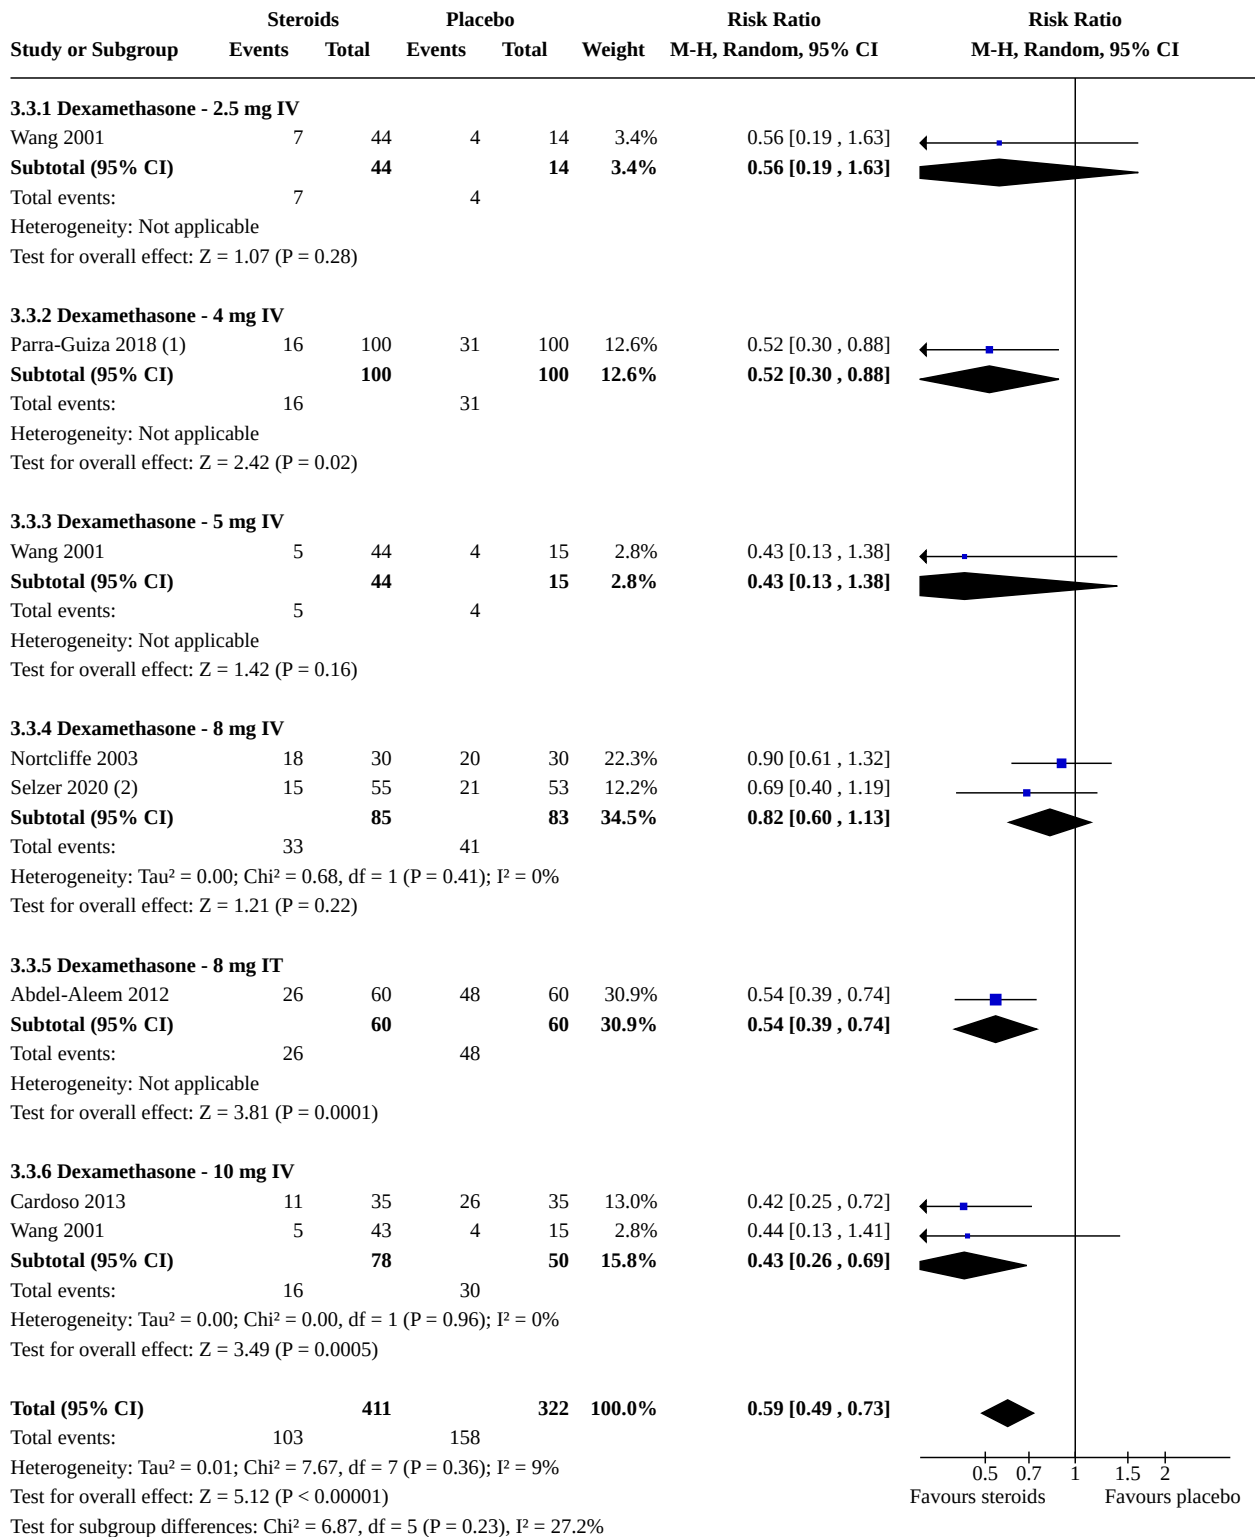 Steroids Placebo Risk Ratio Risk Ratio
Study or Subgroup Events Total Events Total Weight M-H, Random, 95% CI M-H, Random, 95% CI
3.3.1 Dexamethasone - 2.5 mg IV
Wang 2001 7 44 4 14 3.4% 0.56 [0.19 , 1.63]
Subtotal (95% CI) 44 14 3.4% 0.56 [0.19 , 1.63]
Total events: 7 4
Heterogeneity: Not applicable
Test for overall effect: Z = 1.07 (P = 0.28)
3.3.2 Dexamethasone - 4 mg IV
Parra-Guiza 2018 (1) 16 100 31 100 12.6% 0.52 [0.30 , 0.88]
Subtotal (95% CI) 100 100 12.6% 0.52 [0.30 , 0.88]
Total events: 16 31
Heterogeneity: Not applicable
Test for overall effect: Z = 2.42 (P = 0.02)
3.3.3 Dexamethasone - 5 mg IV
Wang 2001 5 44 4 15 2.8% 0.43 [0.13 , 1.38]
Subtotal (95% CI) 44 15 2.8% 0.43 [0.13 , 1.38]
Total events: 5 4
Heterogeneity: Not applicable
Test for overall effect: Z = 1.42 (P = 0.16)
3.3.4 Dexamethasone - 8 mg IV
Nortcliffe 2003 18 30 20 30 22.3% 0.90 [0.61 , 1.32]
Selzer 2020 (2) 15 55 21 53 12.2% 0.69 [0.40 , 1.19]
Subtotal (95% CI) 85 83 34.5% 0.82 [0.60 , 1.13]
Total events: 33 41
Heterogeneity: Tau² = 0.00; Chi² = 0.68, df = 1 (P = 0.41); I² = 0%
Test for overall effect: Z = 1.21 (P = 0.22)
3.3.5 Dexamethasone - 8 mg IT
Abdel-Aleem 2012 26 60 48 60 30.9% 0.54 [0.39 , 0.74]
Subtotal (95% CI) 60 60 30.9% 0.54 [0.39 , 0.74]
Total events: 26 48
Heterogeneity: Not applicable
Test for overall effect: Z = 3.81 (P = 0.0001)
3.3.6 Dexamethasone - 10 mg IV
Cardoso 2013 11 35 26 35 13.0% 0.42 [0.25 , 0.72]
Wang 2001 5 43 4 15 2.8% 0.44 [0.13 , 1.41]
Subtotal (95% CI) 78 50 15.8% 0.43 [0.26 , 0.69]
Total events: 16 30
Heterogeneity: Tau² = 0.00; Chi² = 0.00, df = 1 (P = 0.96); I² = 0%
Test for overall effect: Z = 3.49 (P = 0.0005)
Total (95% CI) 411 322 100.0% 0.59 [0.49 , 0.73]
Total events: 103 158
Heterogeneity: Tau² = 0.01; Chi² = 7.67, df = 7 (P = 0.36); I² = 9%
0.5 0.7 1 1.5 2
Test for overall effect: Z = 5.12 (P < 0.00001) Favours steroids Favours placebo
Test for subgroup differences: Chi² = 6.87, df = 5 (P = 0.23), I² = 27.2%